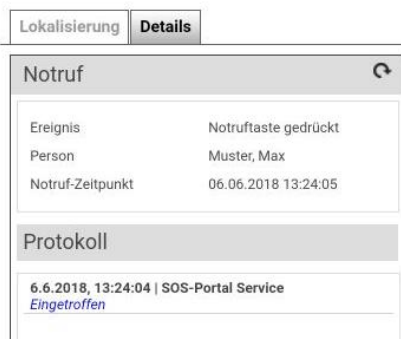 Lokalisierung Details
Notruf
Ereignis Notruftaste gedrückt
Person Muster, Max
Notruf-Zeitpunkt 06.06.2018 13:24:05
Protokoll
6.6.2018, 13:24:04 | SOS-Portal Service
Eingetroffen